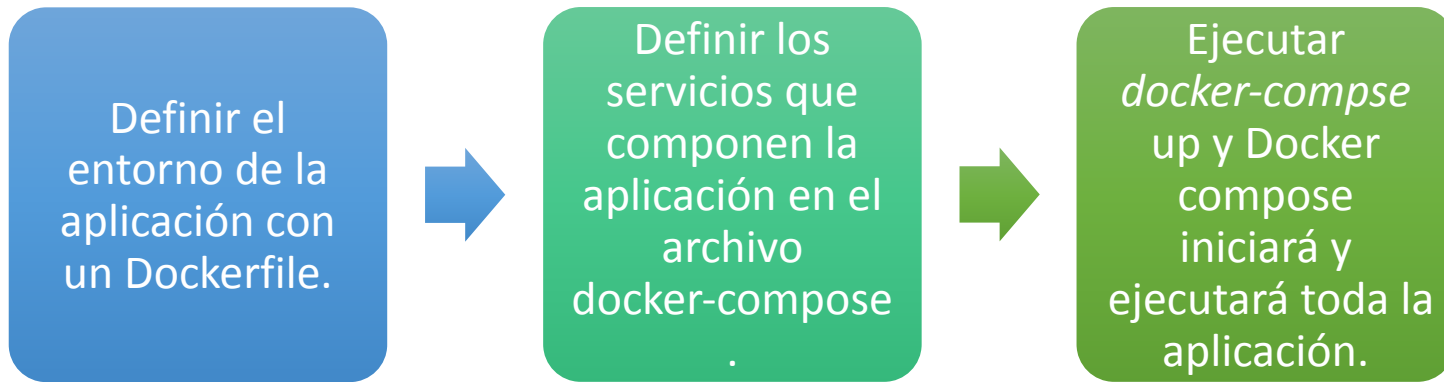 Definir el
entorno de la
aplicación con
un Dockerfile.
Definir los
servicios que
componen la
aplicación en el
archivo
docker-compose
.
Ejecutar
docker-compse
up y Docker
compose
iniciará y
ejecutará toda la
aplicación.